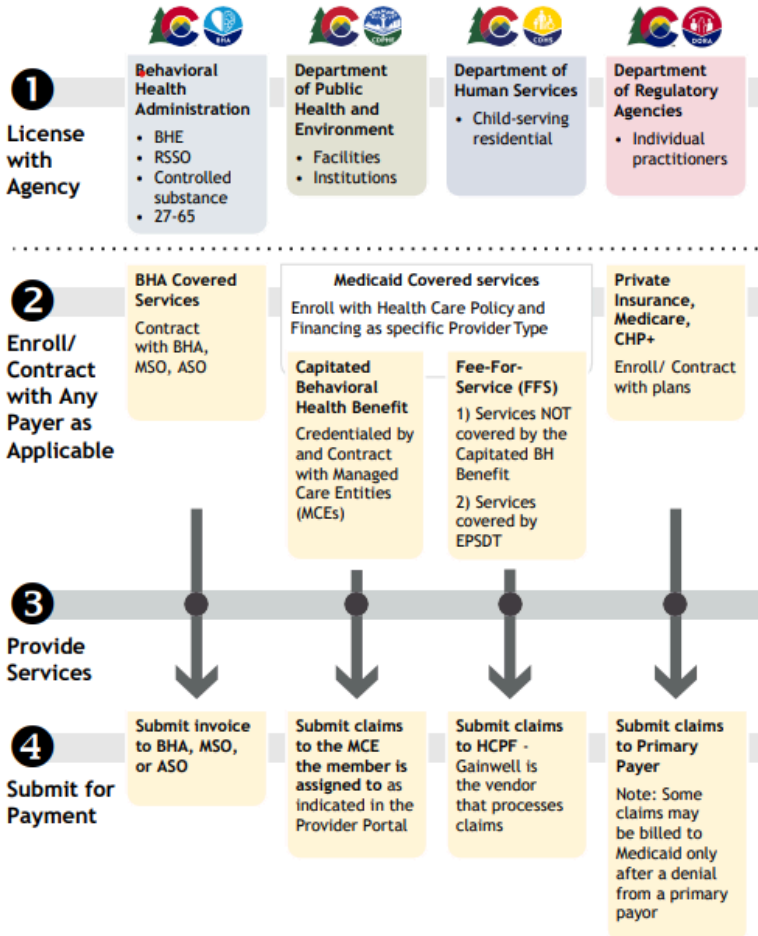 BHA
CDPHE
CDHS
DORA
1
License
with
Agency
Behavioral
Health
Administration
• BHE
• RSSO
• Controlled
substance
• 27-65
Department
of Public
Health and
Environment
• Facilities
• Institutions
Department of
Human Services
• Child-serving
residential
Department
of Regulatory
Agencies
• Individual
practitioners
2
Enroll/
Contract
with Any
Payer as
Applicable
BHA Covered
Services
Contract
with BHA,
MSO, ASO
Medicaid Covered services
Enroll with Health Care Policy and
Financing as specific Provider Type
Capitated
Behavioral
Health Benefit
Credentialed by
and Contract
with Managed
Care Entities
(MCEs)
Fee-For-
Service (FFS)
1) Services NOT
covered by the
Capitated BH
Benefit
2) Services
covered by
EPSDT
Private
Insurance,
Medicare,
CHP+
Enroll/ Contract
with plans
3
Provide
Services
4
Submit for
Payment
Submit invoice
to BHA, MSO,
or ASO
Submit claims
to the MCE
the member is
assigned to as
indicated in the
Provider Portal
Submit claims
to HCPF -
Gainwell is
the vendor
that processes
claims
Submit claims
to Primary
Payer
Note: Some
claims may
be billed to
Medicaid only
after a denial
from a primary
payor